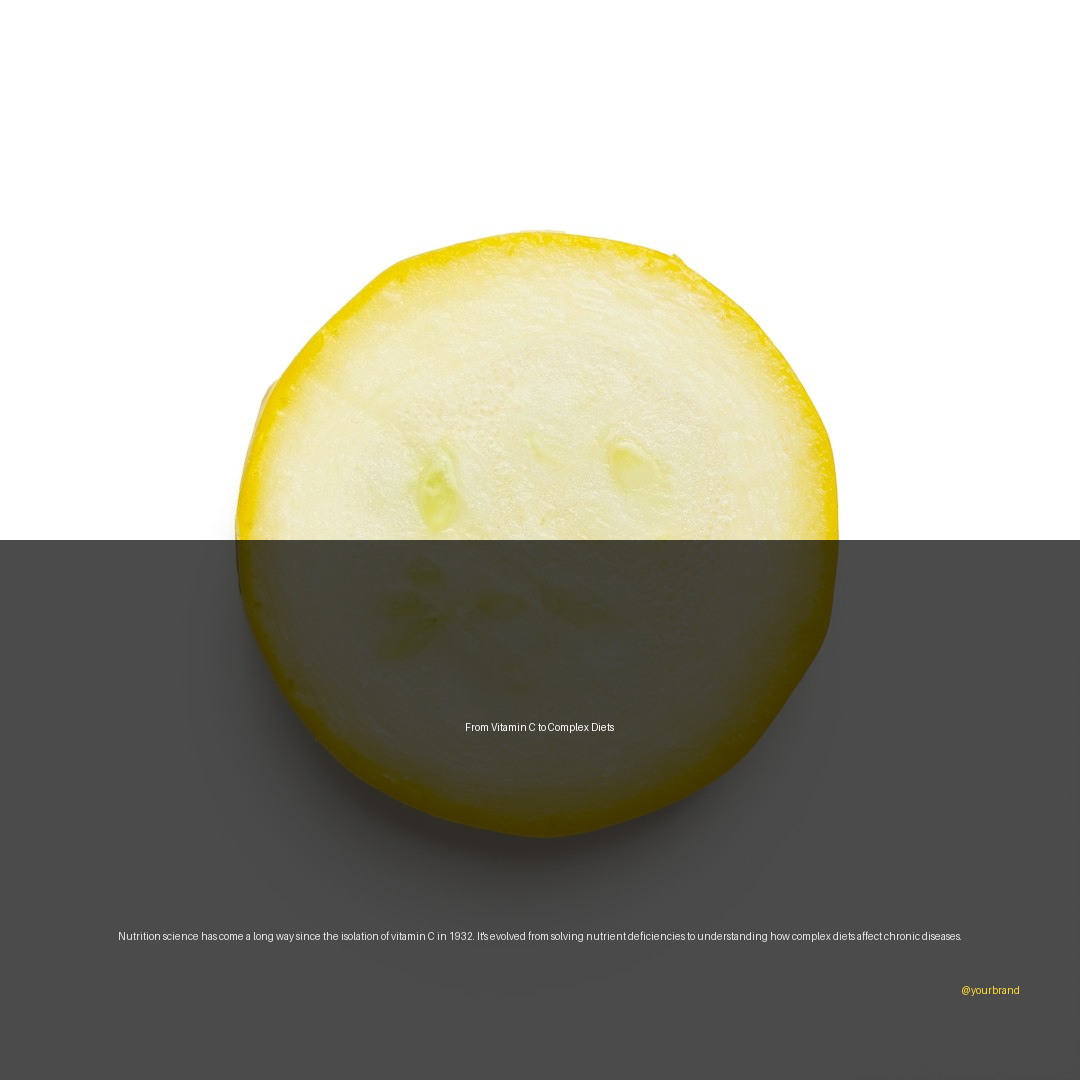 From Vitamin C to Complex Diets
Nutrition science has come a long way since the isolation of vitamin C in 1932. It's evolved from solving nutrient deficiencies to understanding how complex diets affect chronic diseases.
@yourbrand